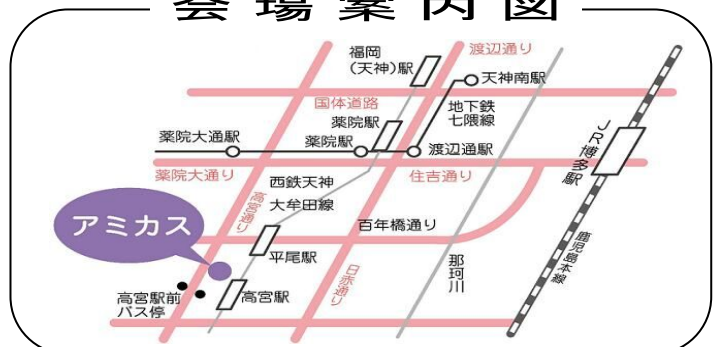 会場案内図
福岡
(天神)駅
渡辺通り
天神南駅
国体道路
地下鉄
七隈線
薬院駅
薬院大通駅
薬院駅
渡辺通駅
JR博多駅
薬院大通り
西鉄天神
大牟田線
住吉通り
高宮通り
アミカス
百年橋通り
平尾駅
日赤通り
那珂川
鹿児島本線
高宮駅前
バス停
高宮駅